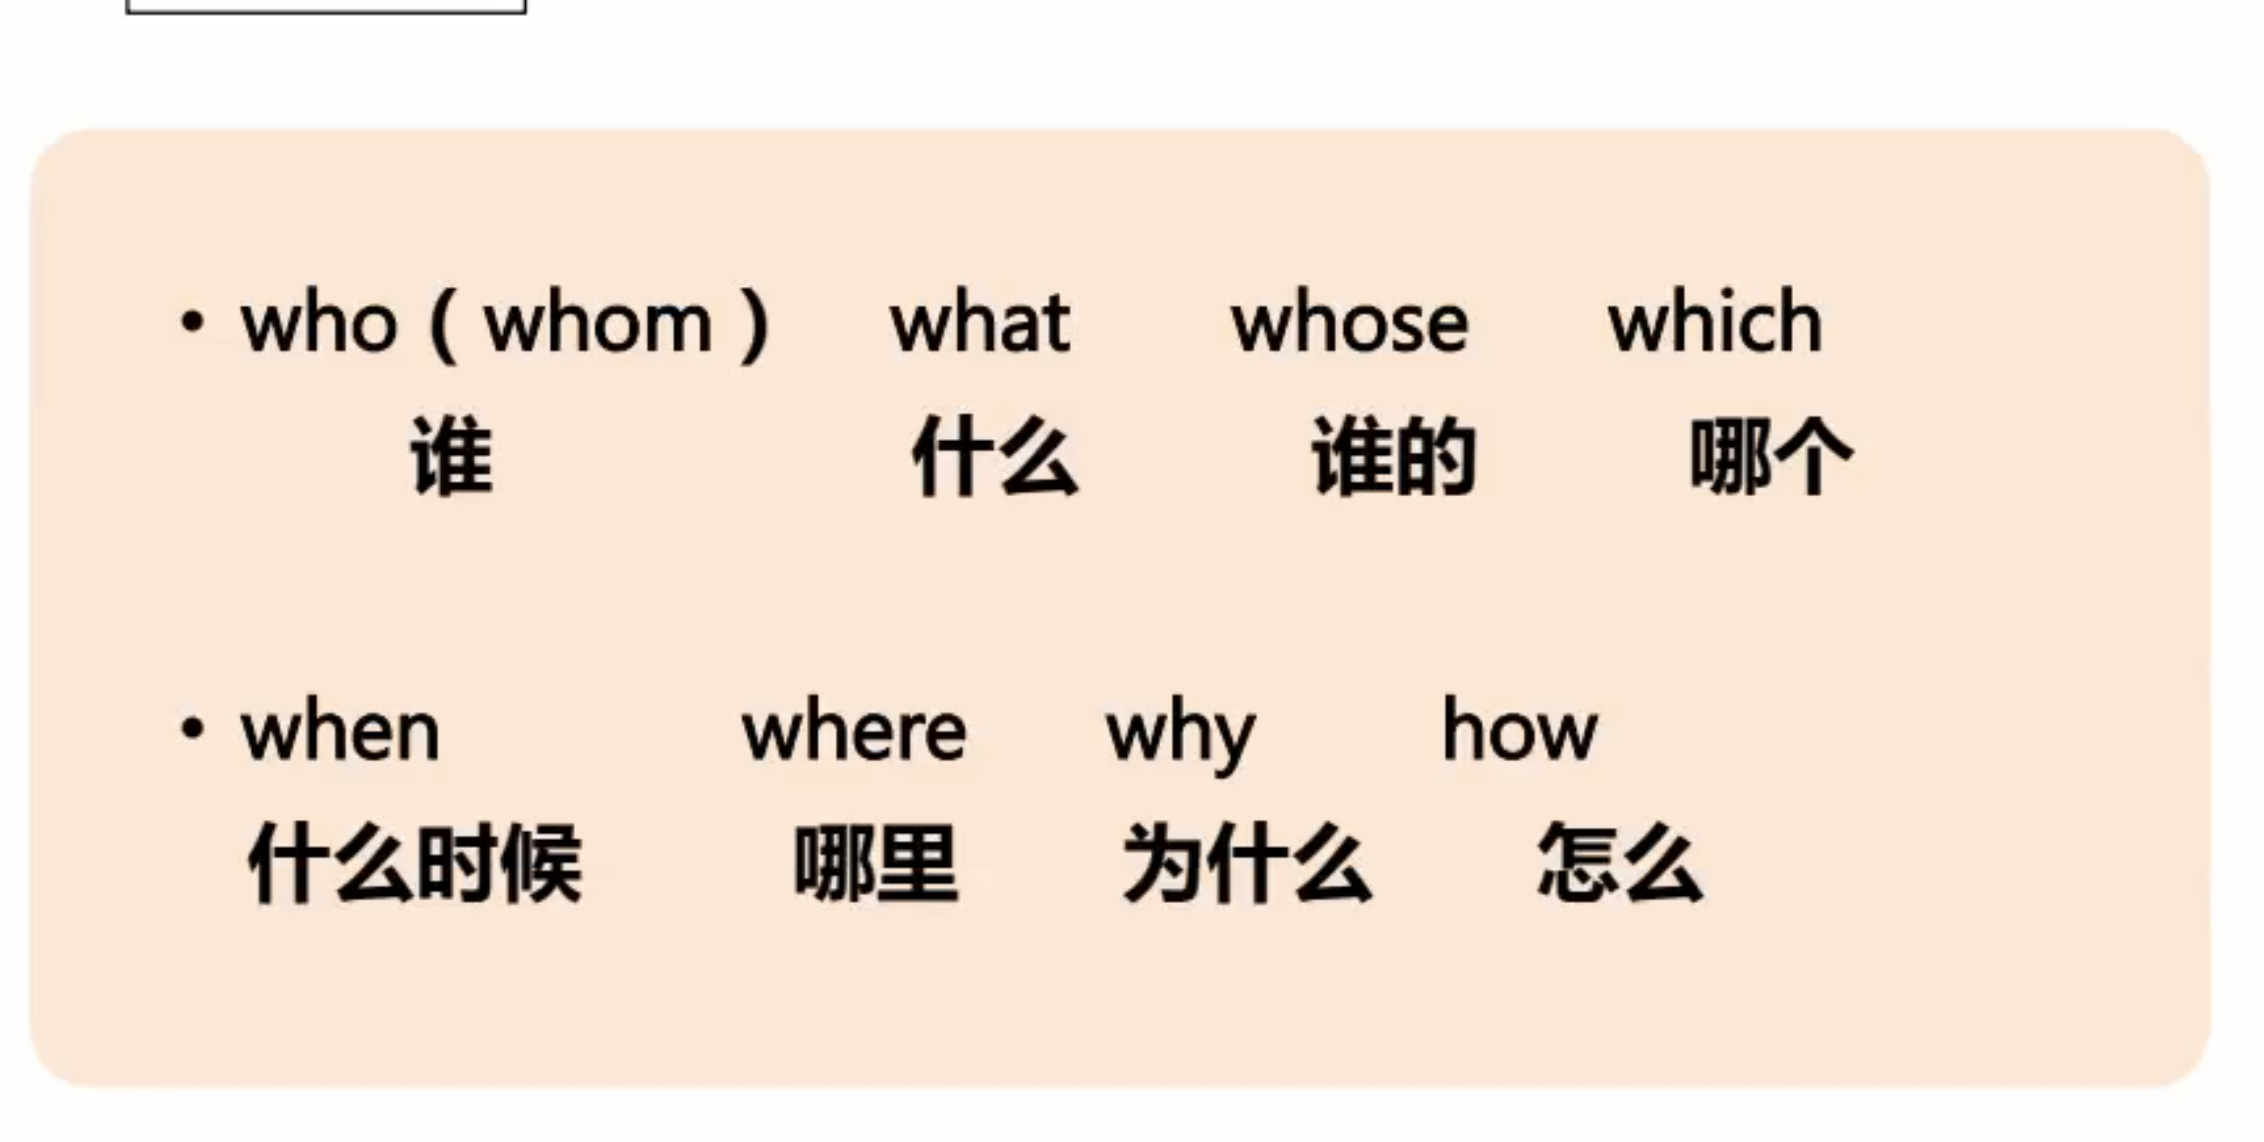 • who（whom） what whose which
谁 什么 谁的 哪个
• when where why how
什么时候 哪里 为什么 怎么